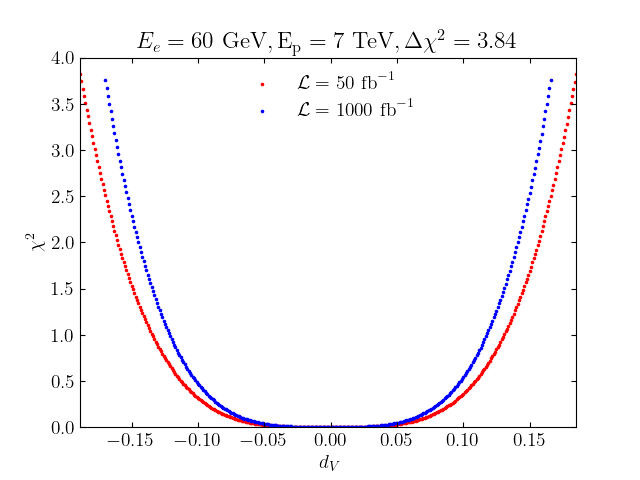 E_e = 60 GeV, E_p = 7 TeV, Δχ² = 3.84
ℒ = 50 fb⁻¹
ℒ = 1000 fb⁻¹
4.0
3.5
3.0
2.5
2.0
1.5
1.0
0.5
0.0
χ²
−0.15 −0.10 −0.05 0.00 0.05 0.10 0.15
d_V